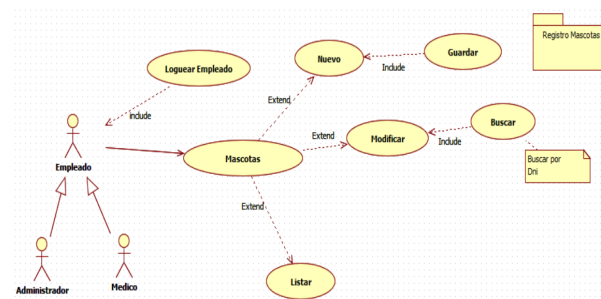 Registro Mascotas
Loguear Empleado
Nuevo
Guardar
Include
Extend
include
Buscar
Modificar
Extend
Include
Mascotas
Empleado
Buscar por
Dni
Extend
Listar
Administrador
Medico